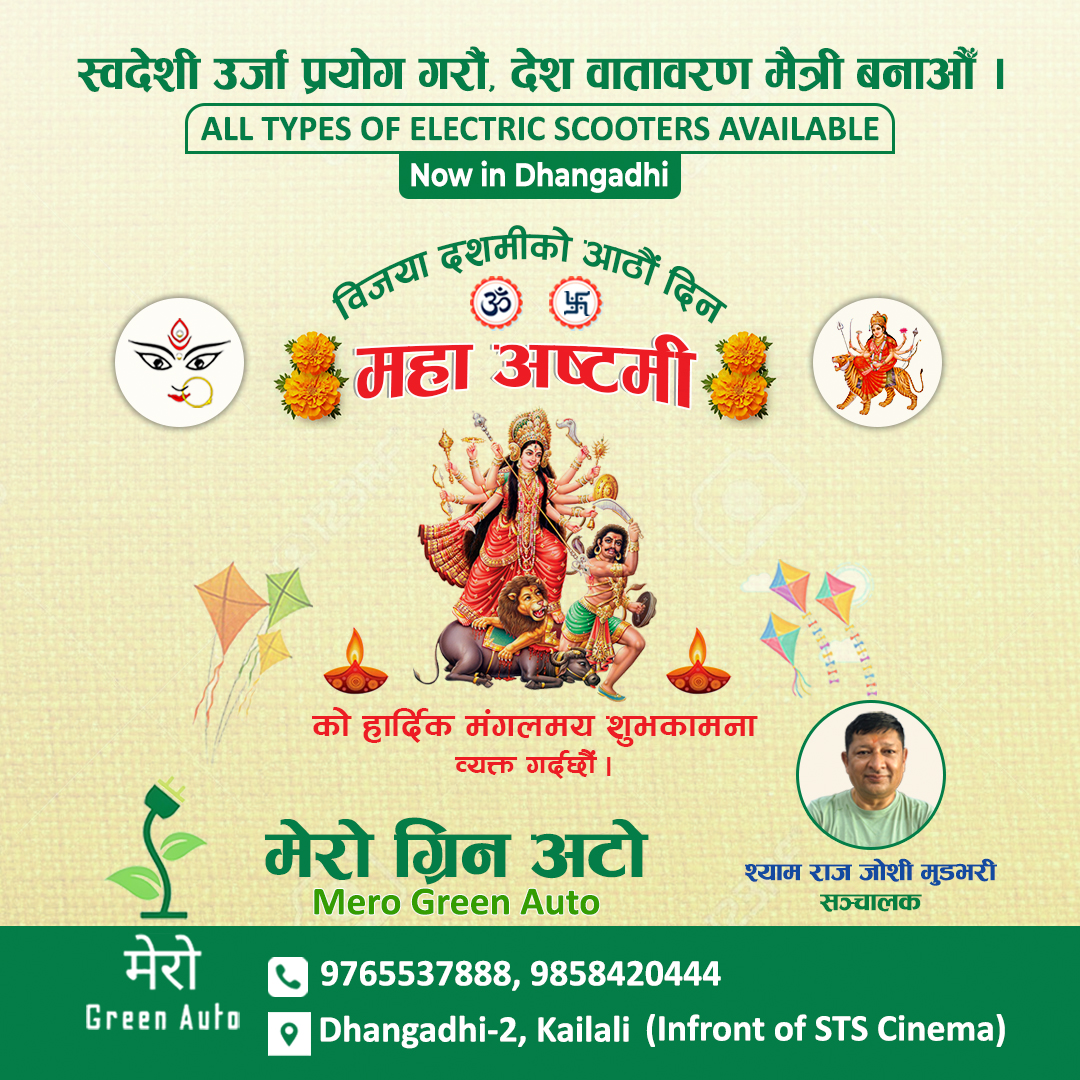 स्वदेशी उर्जा प्रयोग गरौं, देश वातावरण मैत्री बनाऔँ ।
ALL TYPES OF ELECTRIC SCOOTERS AVAILABLE
Now in Dhangadhi
विजया दशमीको आठौं दिन
ॐ 卐
महा अष्टमी
को हार्दिक मंगलमय शुभकामना
व्यक्त गर्दछौं ।
मेरो ग्रिन अटो
Mero Green Auto
श्याम राज जोशी मुडभरी
सञ्चालक
मेरो
Green Auto
9765537888, 9858420444
Dhangadhi-2, Kailali (Infront of STS Cinema)